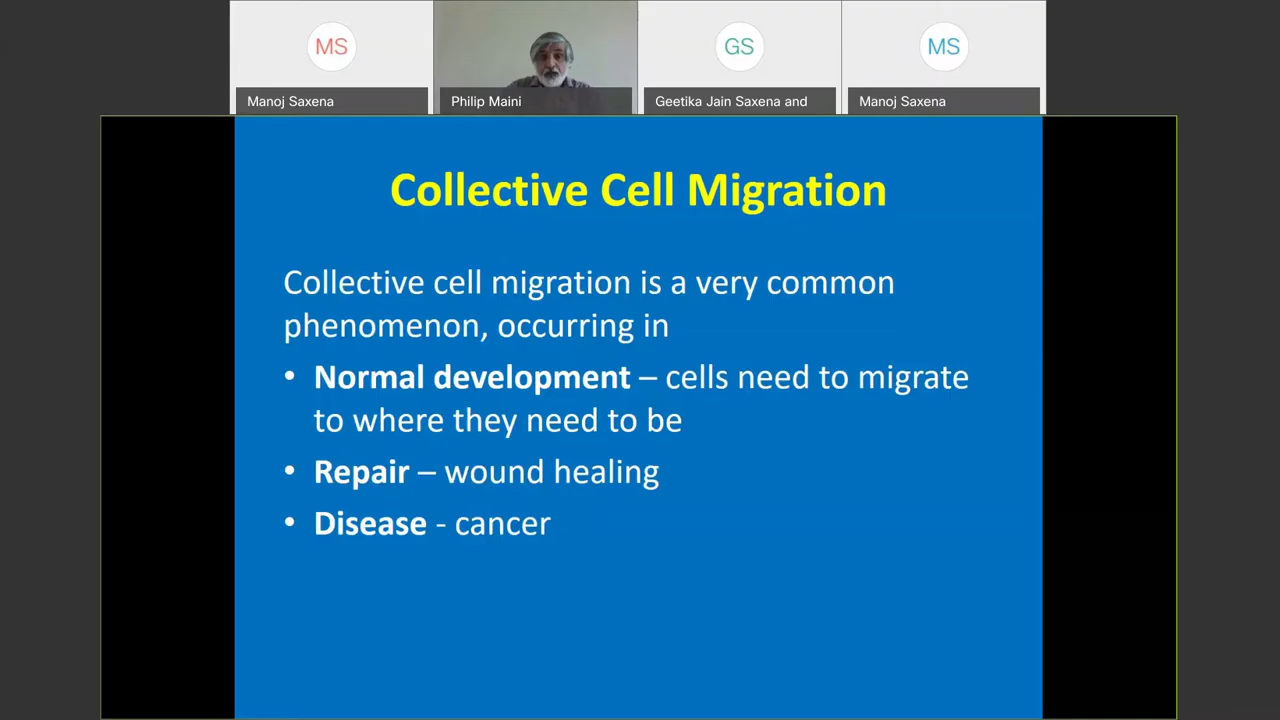 MS
GS
MS
Manoj Saxena
Philip Maini
Geetika Jain Saxena and
Manoj Saxena
Collective Cell Migration
Collective cell migration is a very common
phenomenon, occurring in
• Normal development – cells need to migrate
to where they need to be
• Repair – wound healing
• Disease - cancer